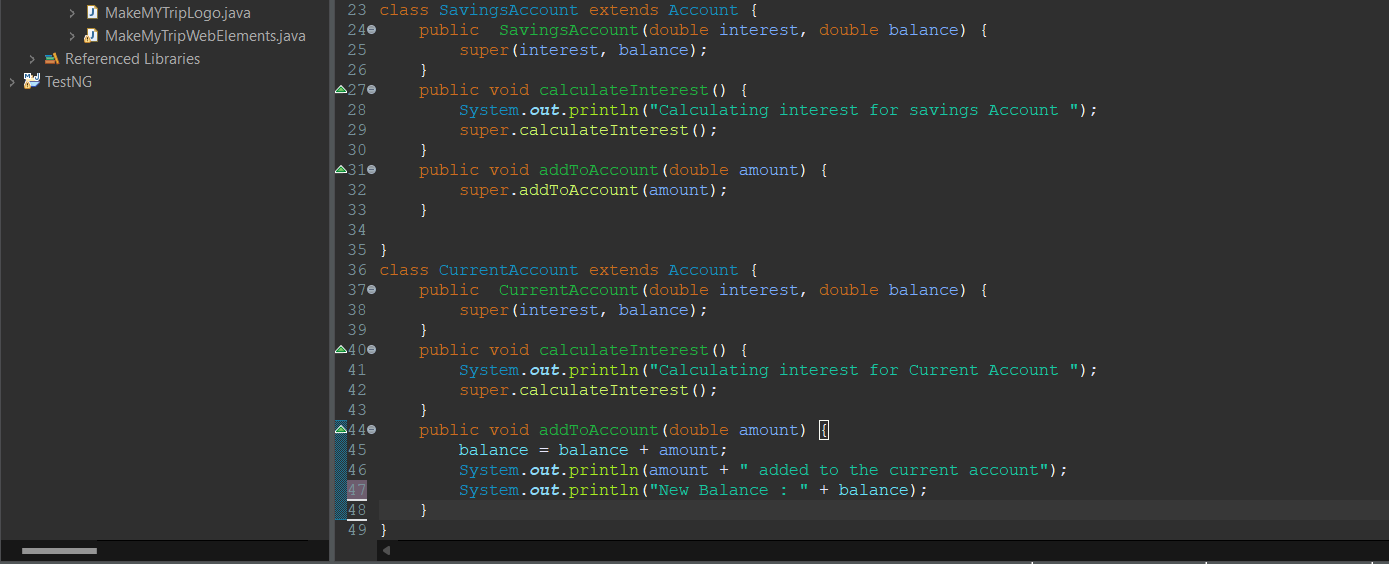 MakeMYTripLogo.java
MakeMyTripWebElements.java
Referenced Libraries
TestNG
23 class SavingsAccount extends Account {
24     public  SavingsAccount(double interest, double balance) {
25         super(interest, balance);
26     }
27     public void calculateInterest() {
28         System.out.println("Calculating interest for savings Account ");
29         super.calculateInterest();
30     }
31     public void addToAccount(double amount) {
32         super.addToAccount(amount);
33     }
34
35 }
36 class CurrentAccount extends Account {
37     public  CurrentAccount(double interest, double balance) {
38         super(interest, balance);
39     }
40     public void calculateInterest() {
41         System.out.println("Calculating interest for Current Account ");
42         super.calculateInterest();
43     }
44     public void addToAccount(double amount) {
45         balance = balance + amount;
46         System.out.println(amount + " added to the current account");
47         System.out.println("New Balance : " + balance);
48     }
49 }